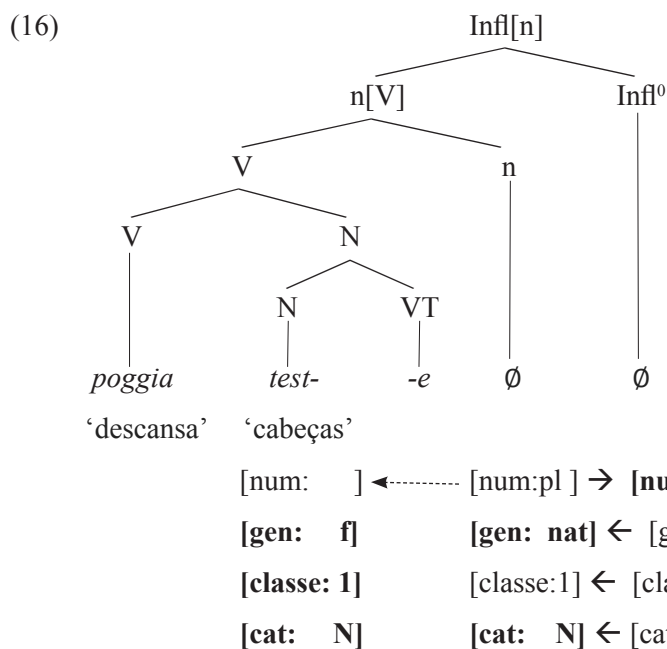 (16) Infl[n]
n[V] Infl⁰
V n
V N
N VT
poggia test- -e ∅ ∅
‘descansa’ ‘cabeças’
[num: ] ⇠ [num:pl ] → [nu
[gen: f] [gen: nat] ← [g
[classe: 1] [classe:1] ← [cla
[cat: N] [cat: N] ← [cat